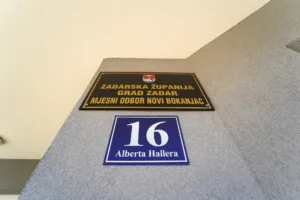 ZADARSKA ŽUPANIJA
GRAD ZADAR
MJESNI ODBOR NOVI BOKANJAC
16
Alberta Hallera